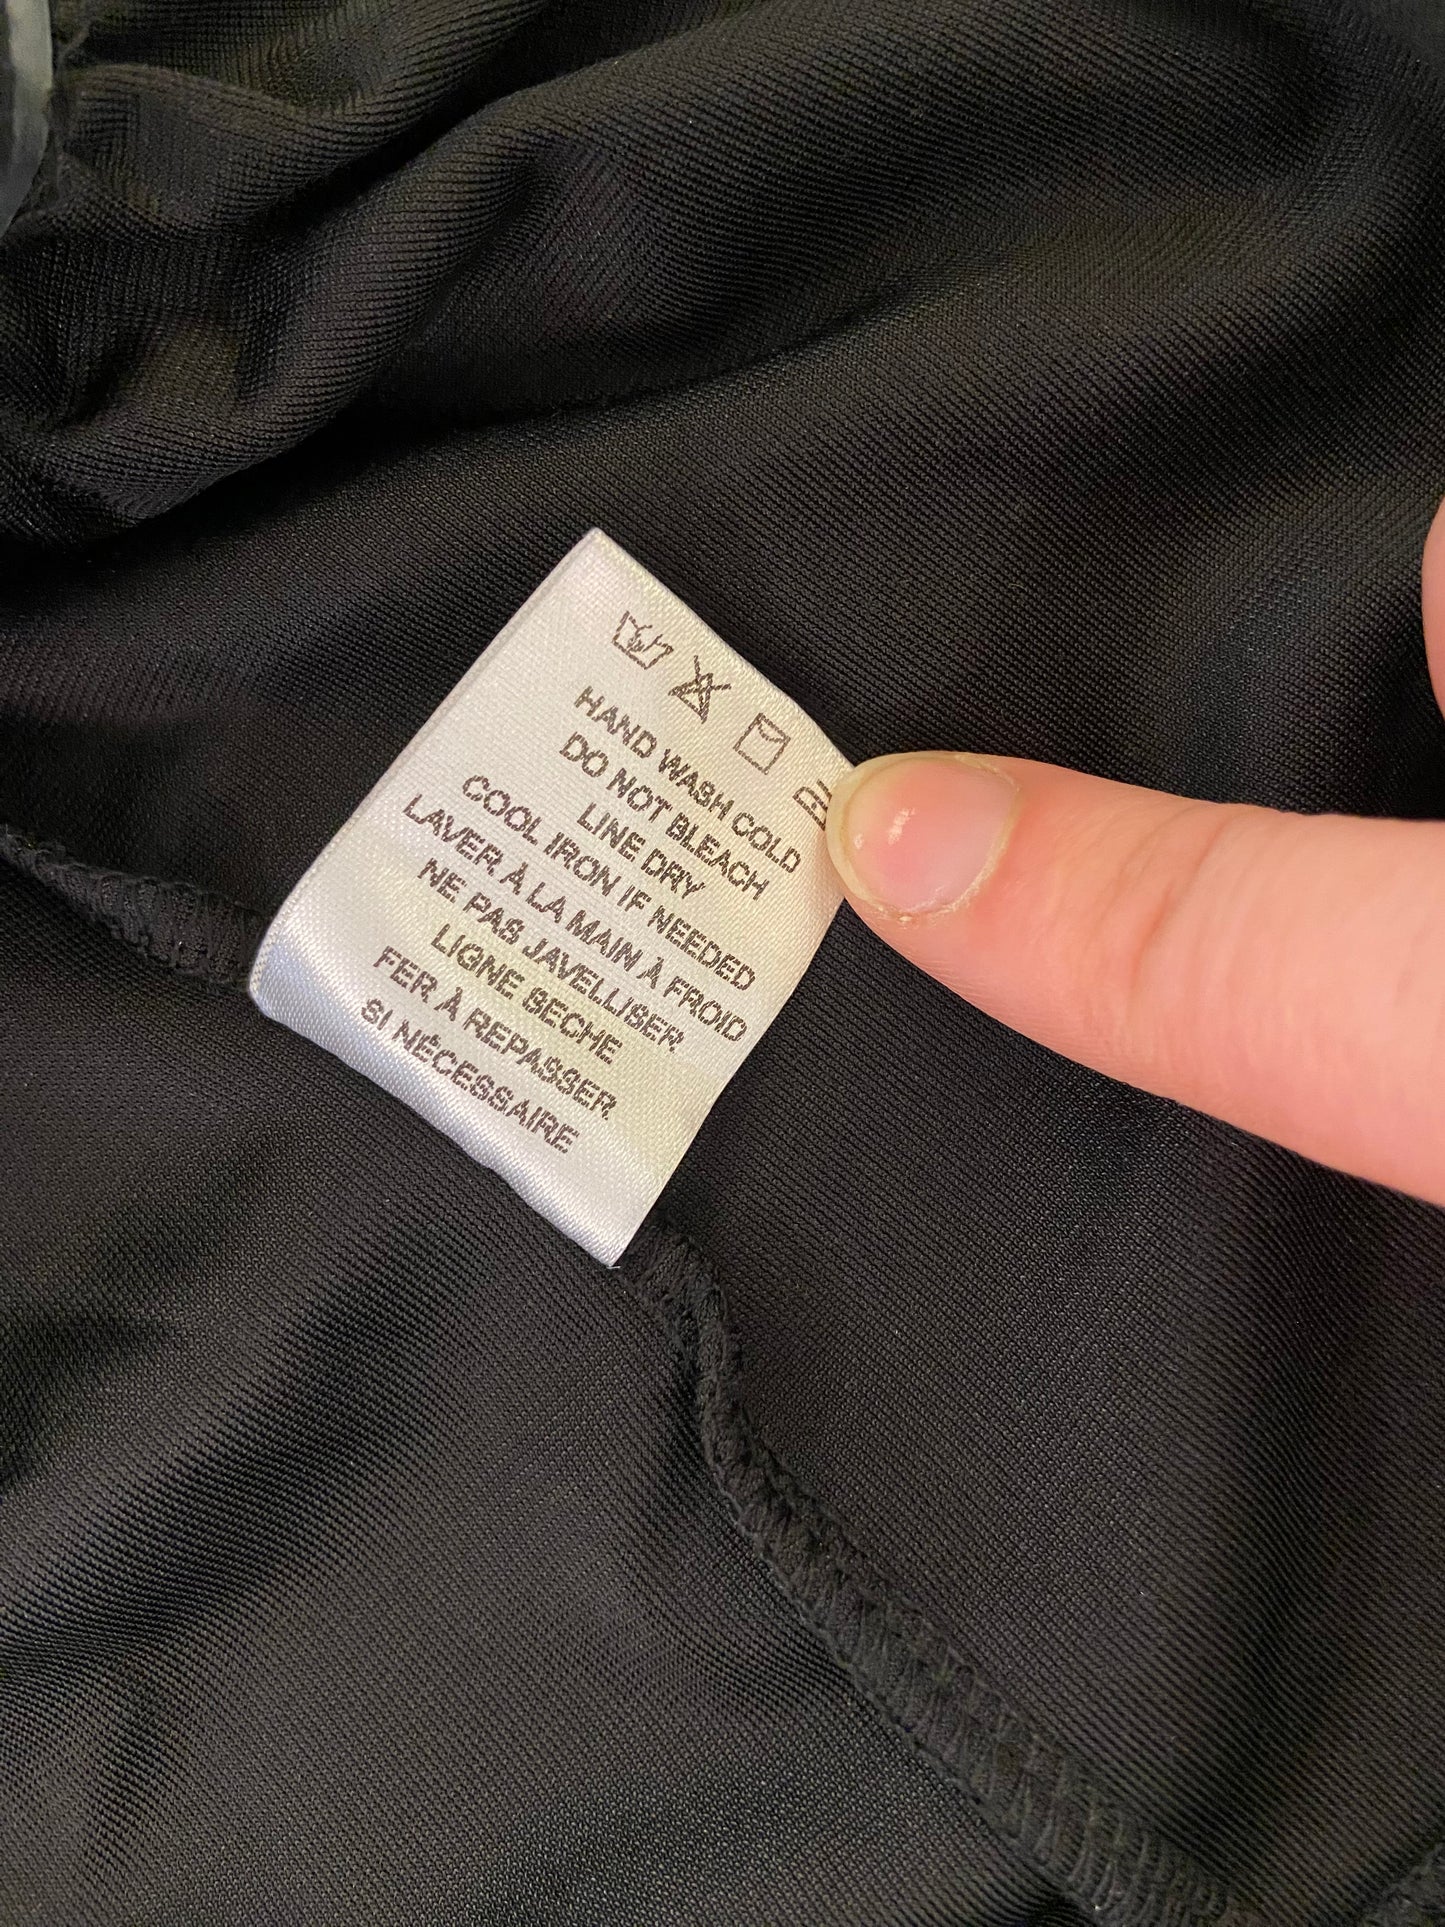 HAND WASH COLD
DO NOT BLEACH
LINE DRY
COOL IRON IF NEEDED
LAVER À LA MAIN À FROID
NE PAS JAVELLISER
LIGNE BECHE
FER À REPASSER
SI NÉCESSAIRE